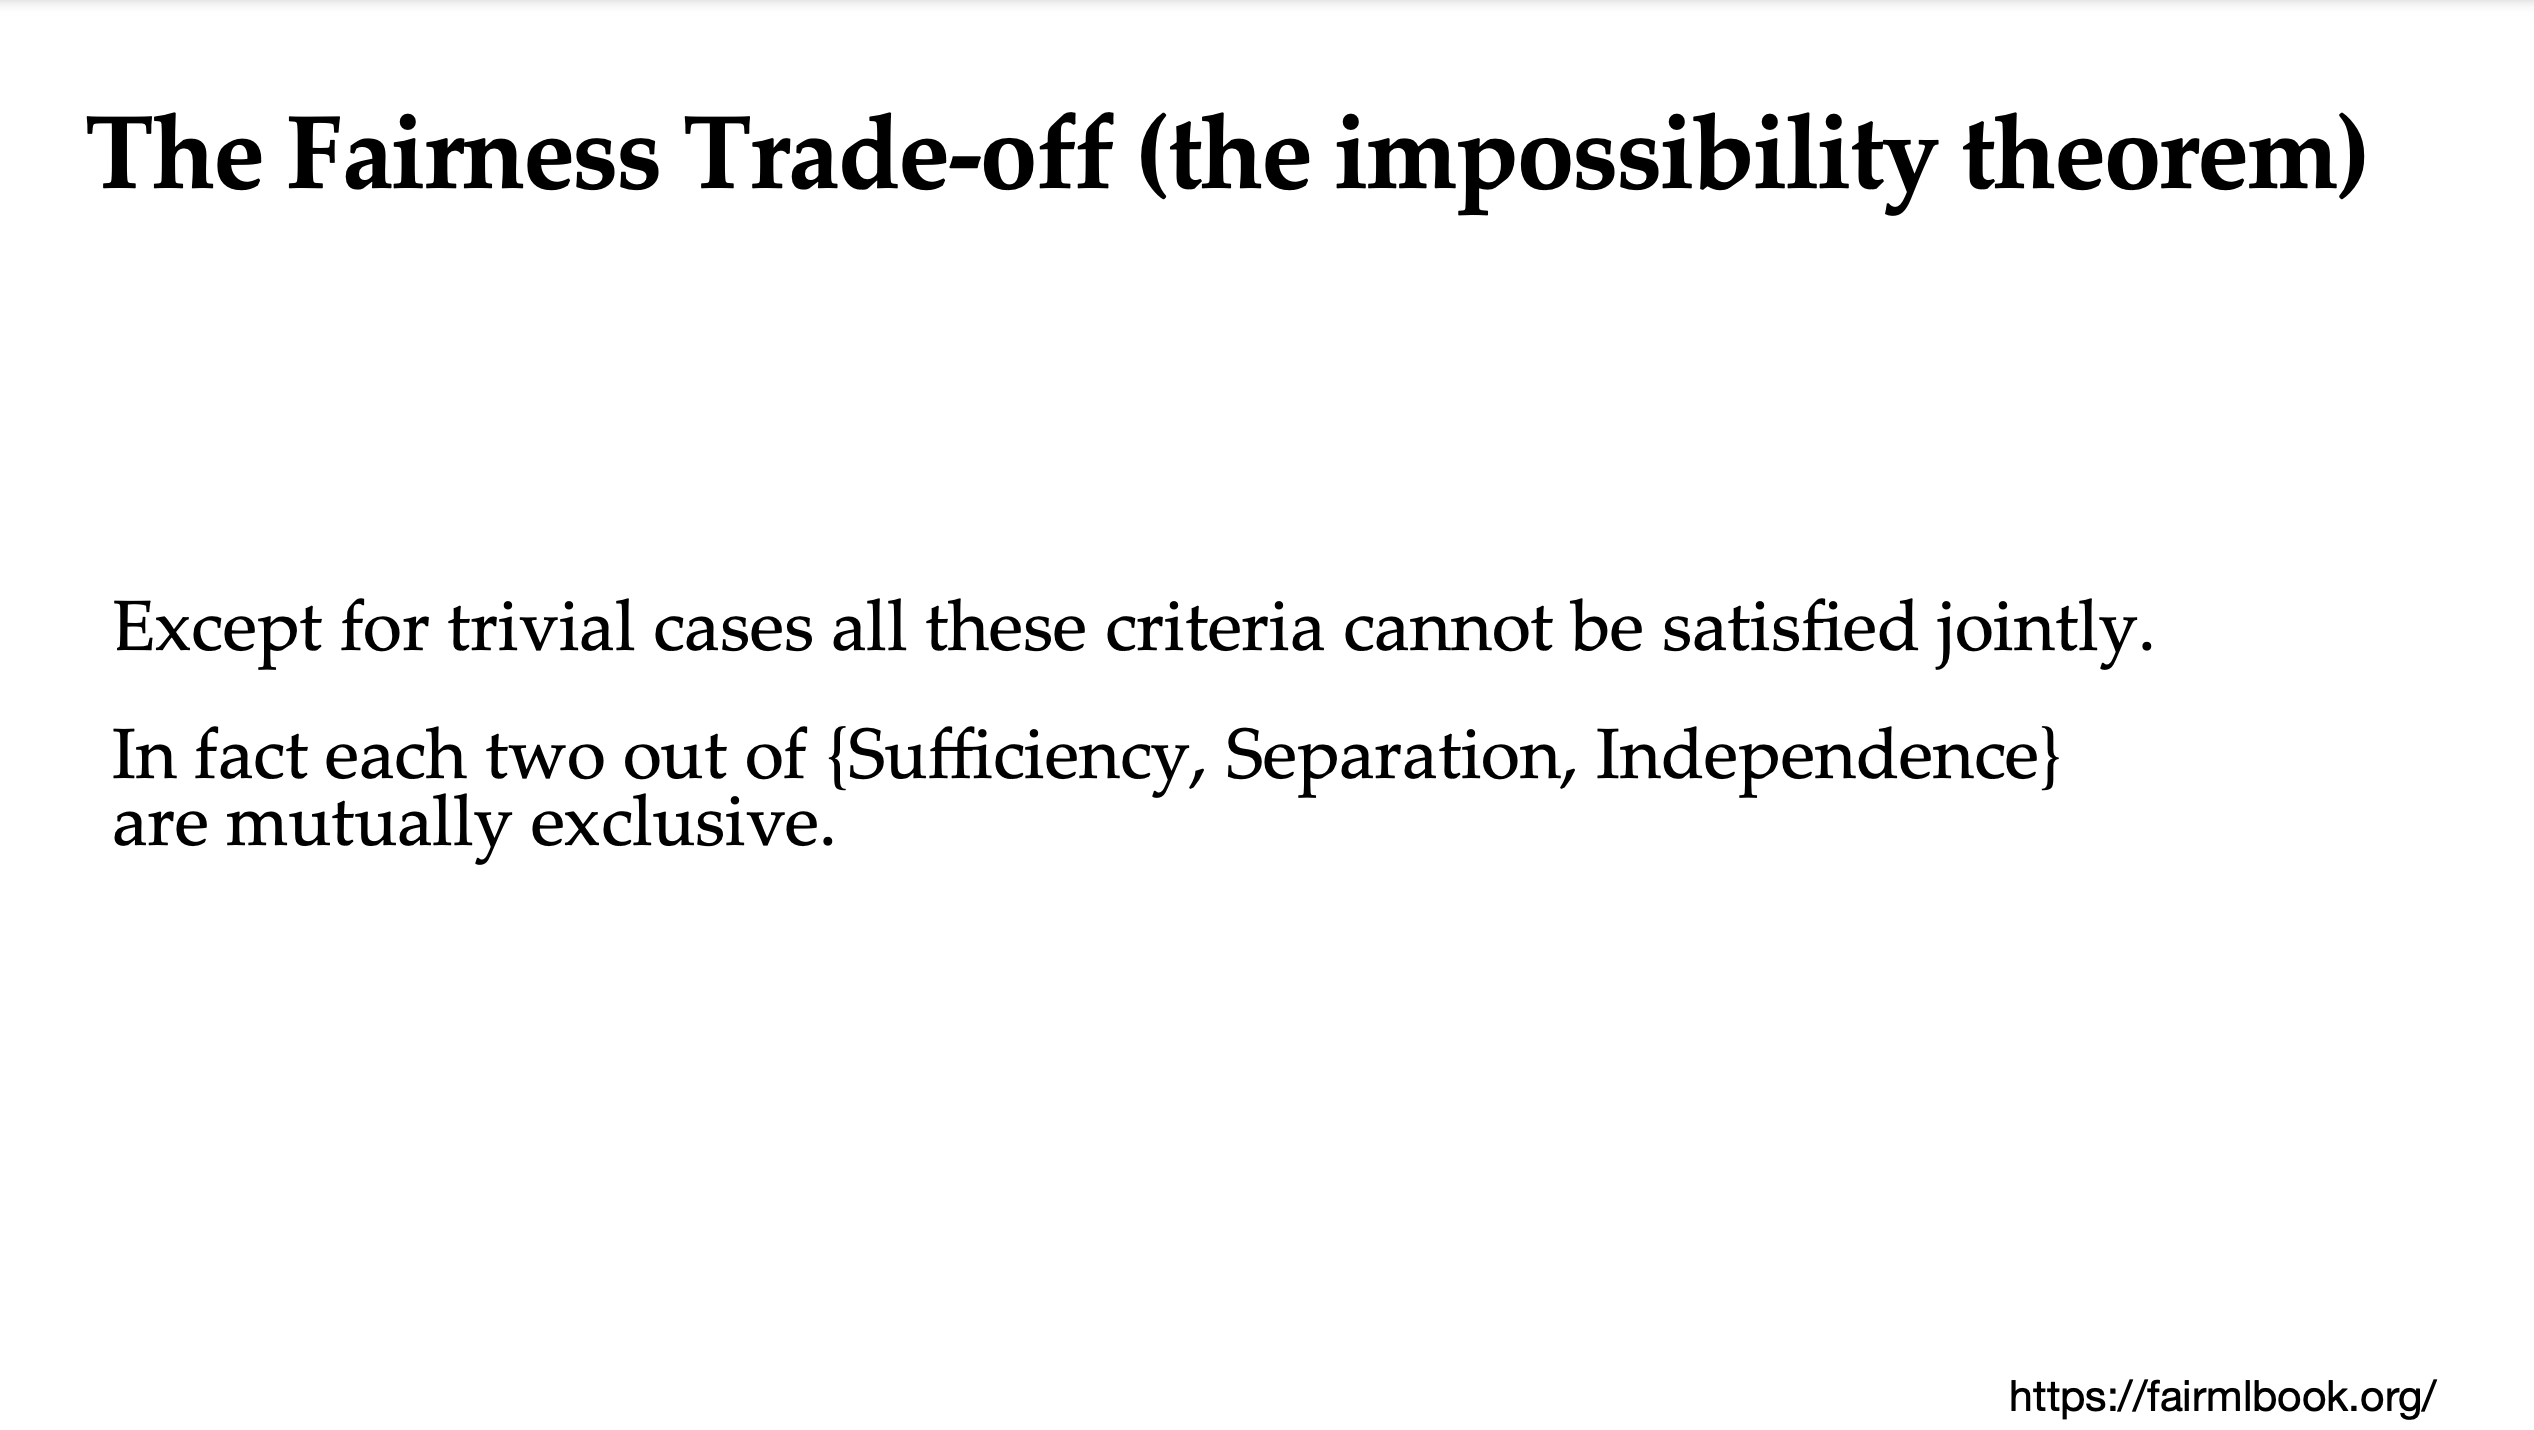 The Fairness Trade-off (the impossibility theorem)
Except for trivial cases all these criteria cannot be satisfied jointly.
In fact each two out of {Sufficiency, Separation, Independence}
are mutually exclusive.
https://fairmlbook.org/